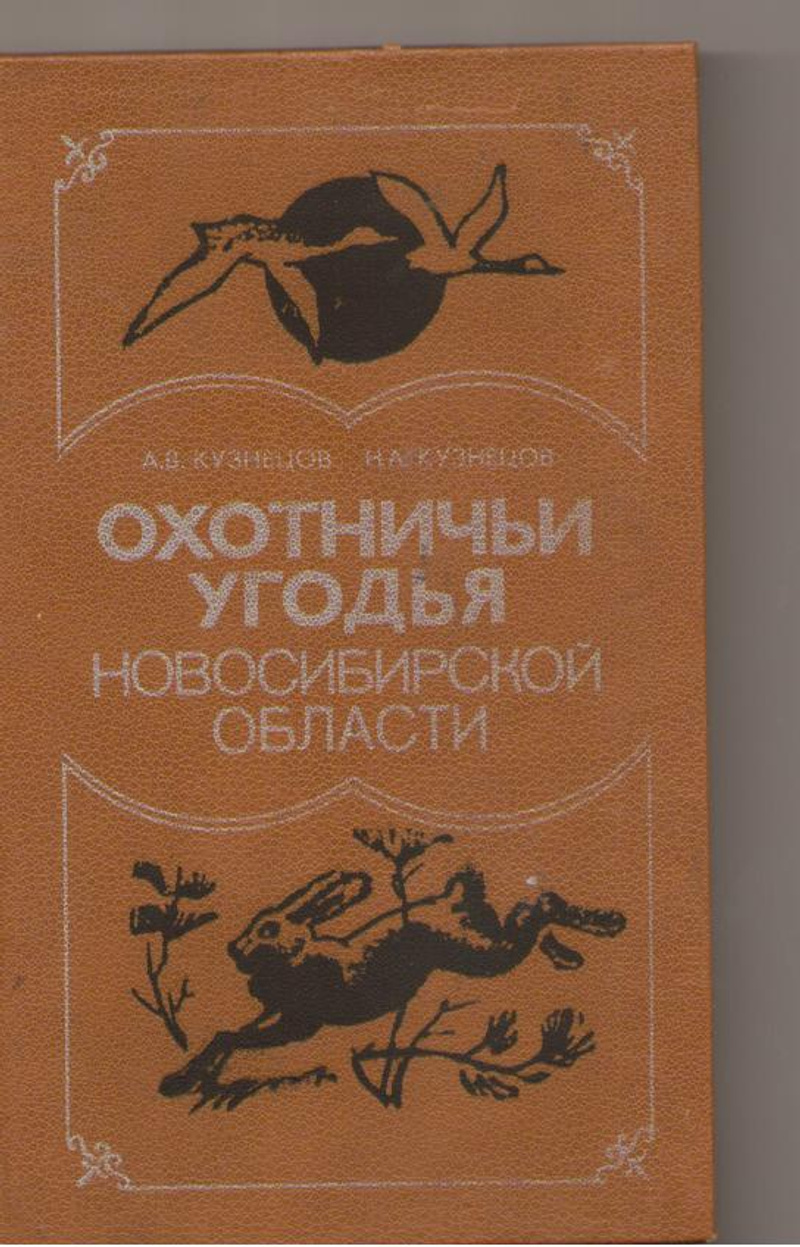 А.В. КУЗНЕЦОВ Н.А. КУЗНЕЦОВ
ОХОТНИЧЬИ
УГОДЬЯ
НОВОСИБИРСКОЙ
ОБЛАСТИ